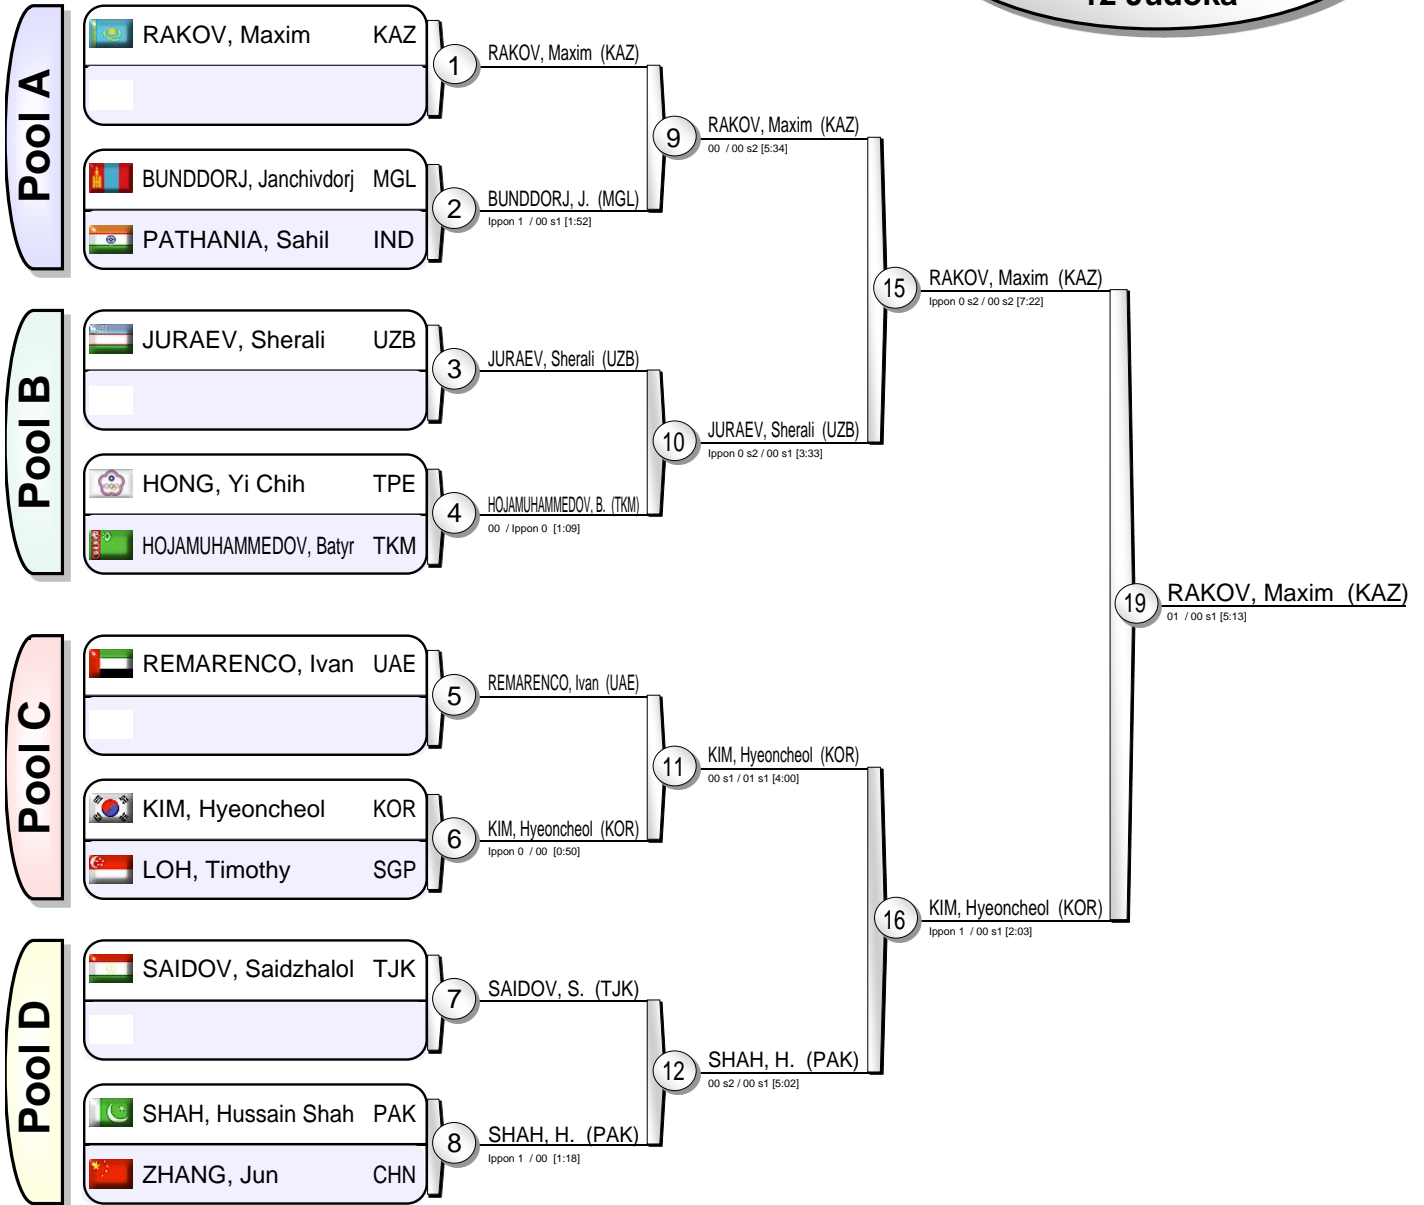 12 Judoka
Pool A
RAKOV, Maxim KAZ
1
RAKOV, Maxim (KAZ)
BUNDDORJ, Janchivdorj MGL
PATHANIA, Sahil IND
2
BUNDDORJ, J. (MGL)
Ippon 1 / 00 s1 [1:52]
9
RAKOV, Maxim (KAZ)
00 / 00 s2 [5:34]
Pool B
JURAEV, Sherali UZB
3
JURAEV, Sherali (UZB)
HONG, Yi Chih TPE
HOJAMUHAMMEDOV, Batyr TKM
4
HOJAMUHAMMEDOV, B. (TKM)
00 / Ippon 0 [1:09]
10
JURAEV, Sherali (UZB)
Ippon 0 s2 / 00 s1 [3:33]
15
RAKOV, Maxim (KAZ)
Ippon 0 s2 / 00 s2 [7:22]
Pool C
REMARENCO, Ivan UAE
5
REMARENCO, Ivan (UAE)
KIM, Hyeoncheol KOR
LOH, Timothy SGP
6
KIM, Hyeoncheol (KOR)
Ippon 0 / 00 [0:50]
11
KIM, Hyeoncheol (KOR)
00 s1 / 01 s1 [4:00]
Pool D
SAIDOV, Saidzhalol TJK
7
SAIDOV, S. (TJK)
SHAH, Hussain Shah PAK
ZHANG, Jun CHN
8
SHAH, H. (PAK)
Ippon 1 / 00 [1:18]
12
SHAH, H. (PAK)
00 s2 / 00 s1 [5:02]
16
KIM, Hyeoncheol (KOR)
Ippon 1 / 00 s1 [2:03]
19
RAKOV, Maxim (KAZ)
01 / 00 s1 [5:13]